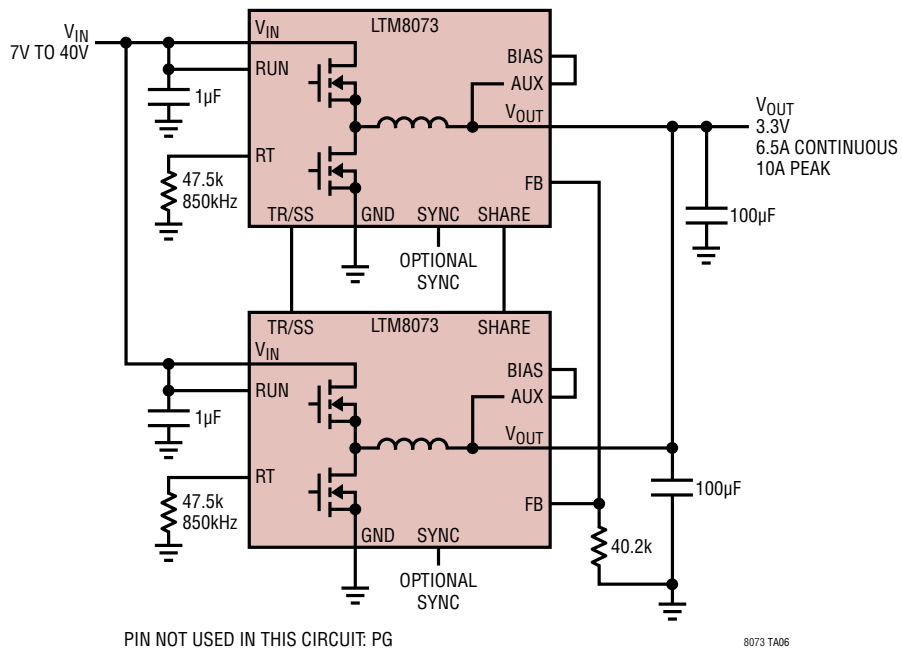 LTM8073
VIN
7V TO 40V
VIN
RUN
1µF
RT
47.5k
850kHz
BIAS
AUX
VOUT
FB
TR/SS
GND
SYNC
SHARE
VOUT
3.3V
6.5A CONTINUOUS
10A PEAK
100µF
OPTIONAL
SYNC
TR/SS
LTM8073
SHARE
VIN
RUN
1µF
RT
47.5k
850kHz
BIAS
AUX
VOUT
FB
GND
SYNC
100µF
40.2k
OPTIONAL
SYNC
PIN NOT USED IN THIS CIRCUIT: PG
8073 TA06